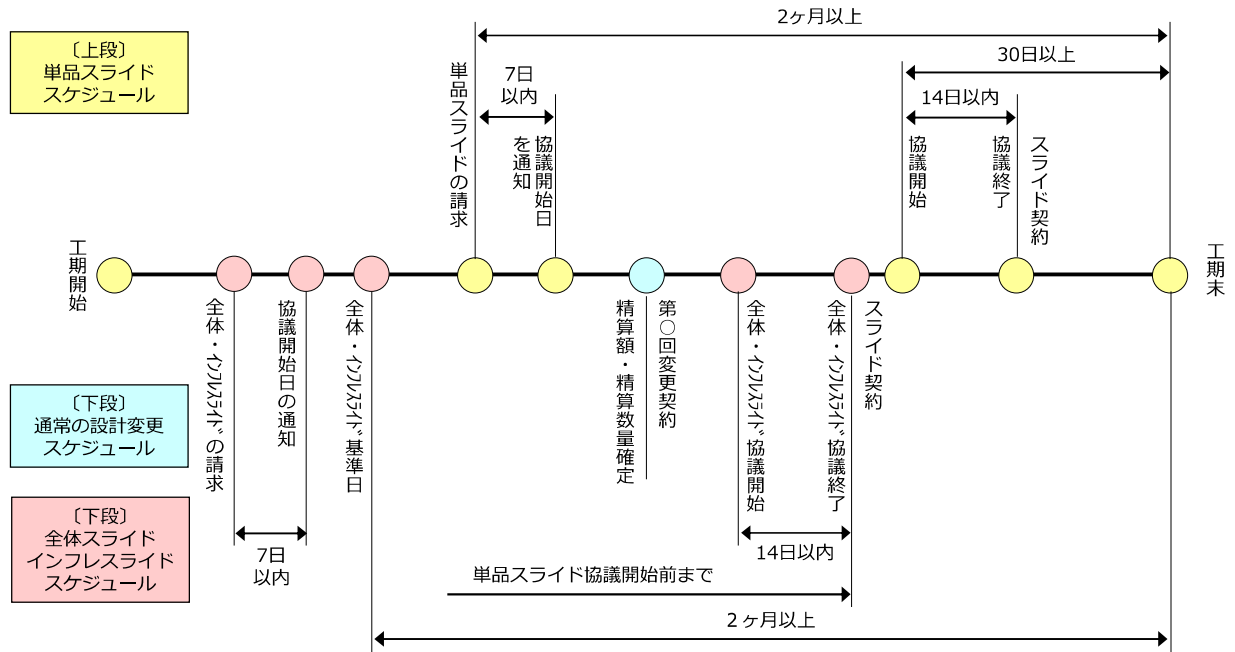 〔上段〕
単品スライド
スケジュール
2ヶ月以上
30日以上
7日
以内
14日以内
単品スライドの請求
協議開始日
を通知
協議開始
協議終了
スライド契約
工期開始
工期末
全体・インフレスライドの請求
協議開始日の通知
全体・インフレスライド基準日
第○回変更契約
精算額・精算数量確定
全体・インフレスライド協議開始
スライド契約
全体・インフレスライド協議終了
〔下段〕
通常の設計変更
スケジュール
〔下段〕
全体スライド
インフレスライド
スケジュール
7日
以内
14日以内
単品スライド協議開始前まで
2ヶ月以上